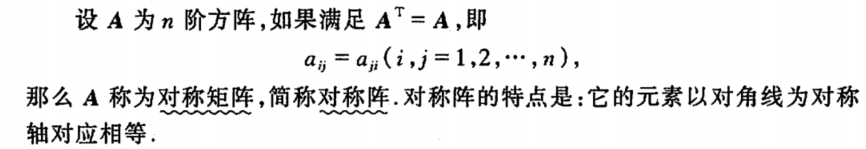 设 A 为 n 阶方阵,如果满足 Aᵀ = A ,即
aᵢⱼ = aⱼᵢ ( i , j = 1,2,⋯, n ),
那么 A 称为对称矩阵,简称对称阵.对称阵的特点是:它的元素以对角线为对称
轴对应相等.